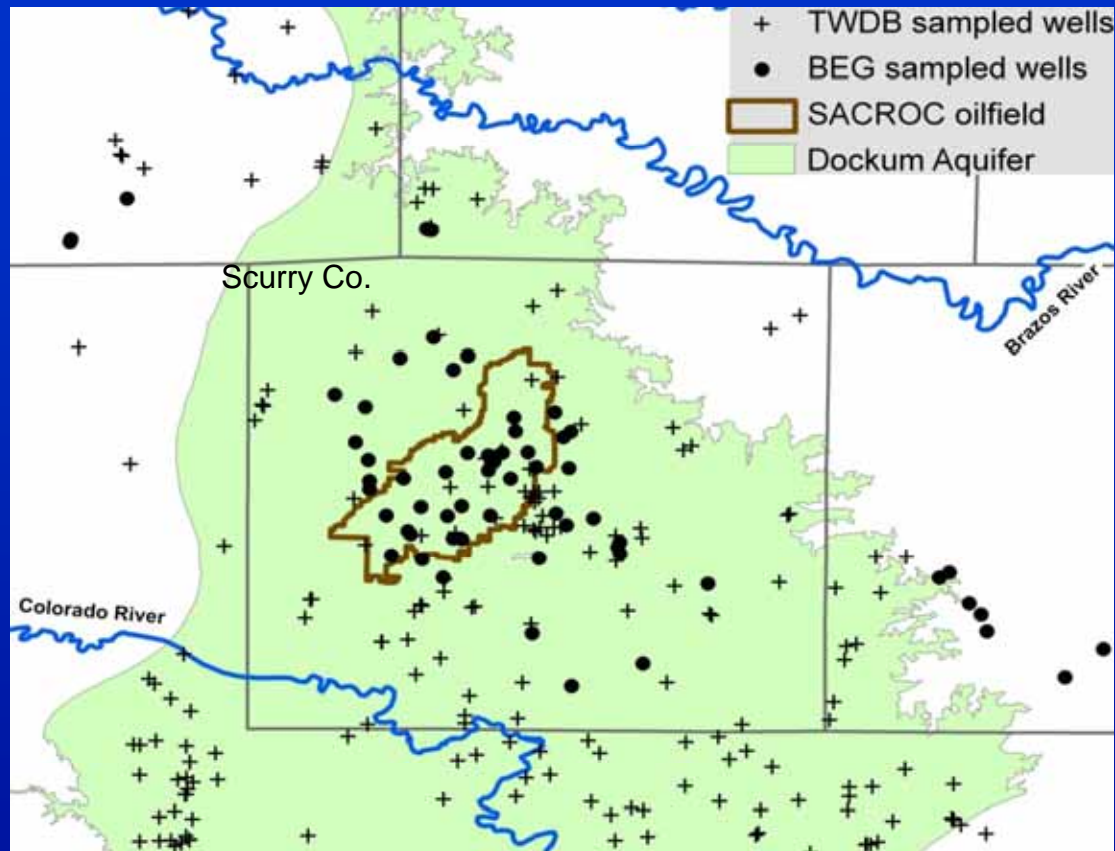 TWDB sampled wells
BEG sampled wells
SACROC oilfield
Dockum Aquifer
Scurry Co.
Brazos River
Colorado River